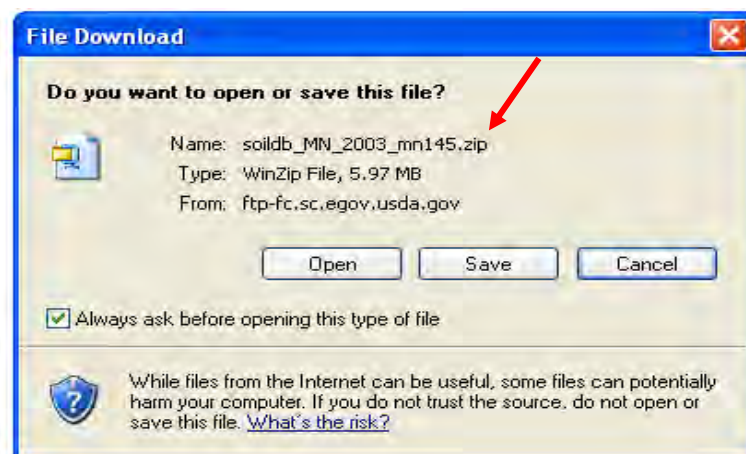 File Download
Do you want to open or save this file?
Name: soildb_MN_2003_mn145.zip
Type: WinZip File, 5.97 MB
From: ftp-fc.sc.egov.usda.gov
Open Save Cancel
Always ask before opening this type of file
While files from the Internet can be useful, some files can potentially
harm your computer. If you do not trust the source, do not open or
save this file. What's the risk?